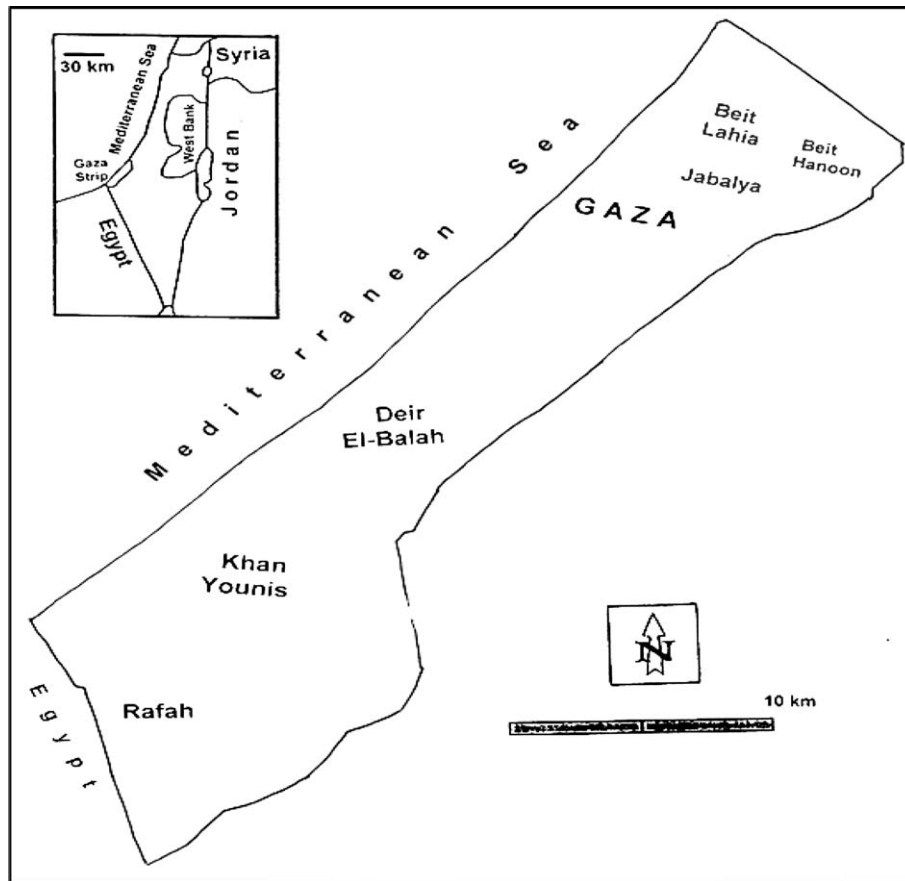 Syria
30 km
Mediterranean Sea
West Bank
Gaza
Strip
Jordan
Egypt
Mediterranean Sea
Beit
Lahia
Beit
Hanoon
Jabalya
GAZA
Deir
El-Balah
Khan
Younis
Rafah
Egypt
N
10 km